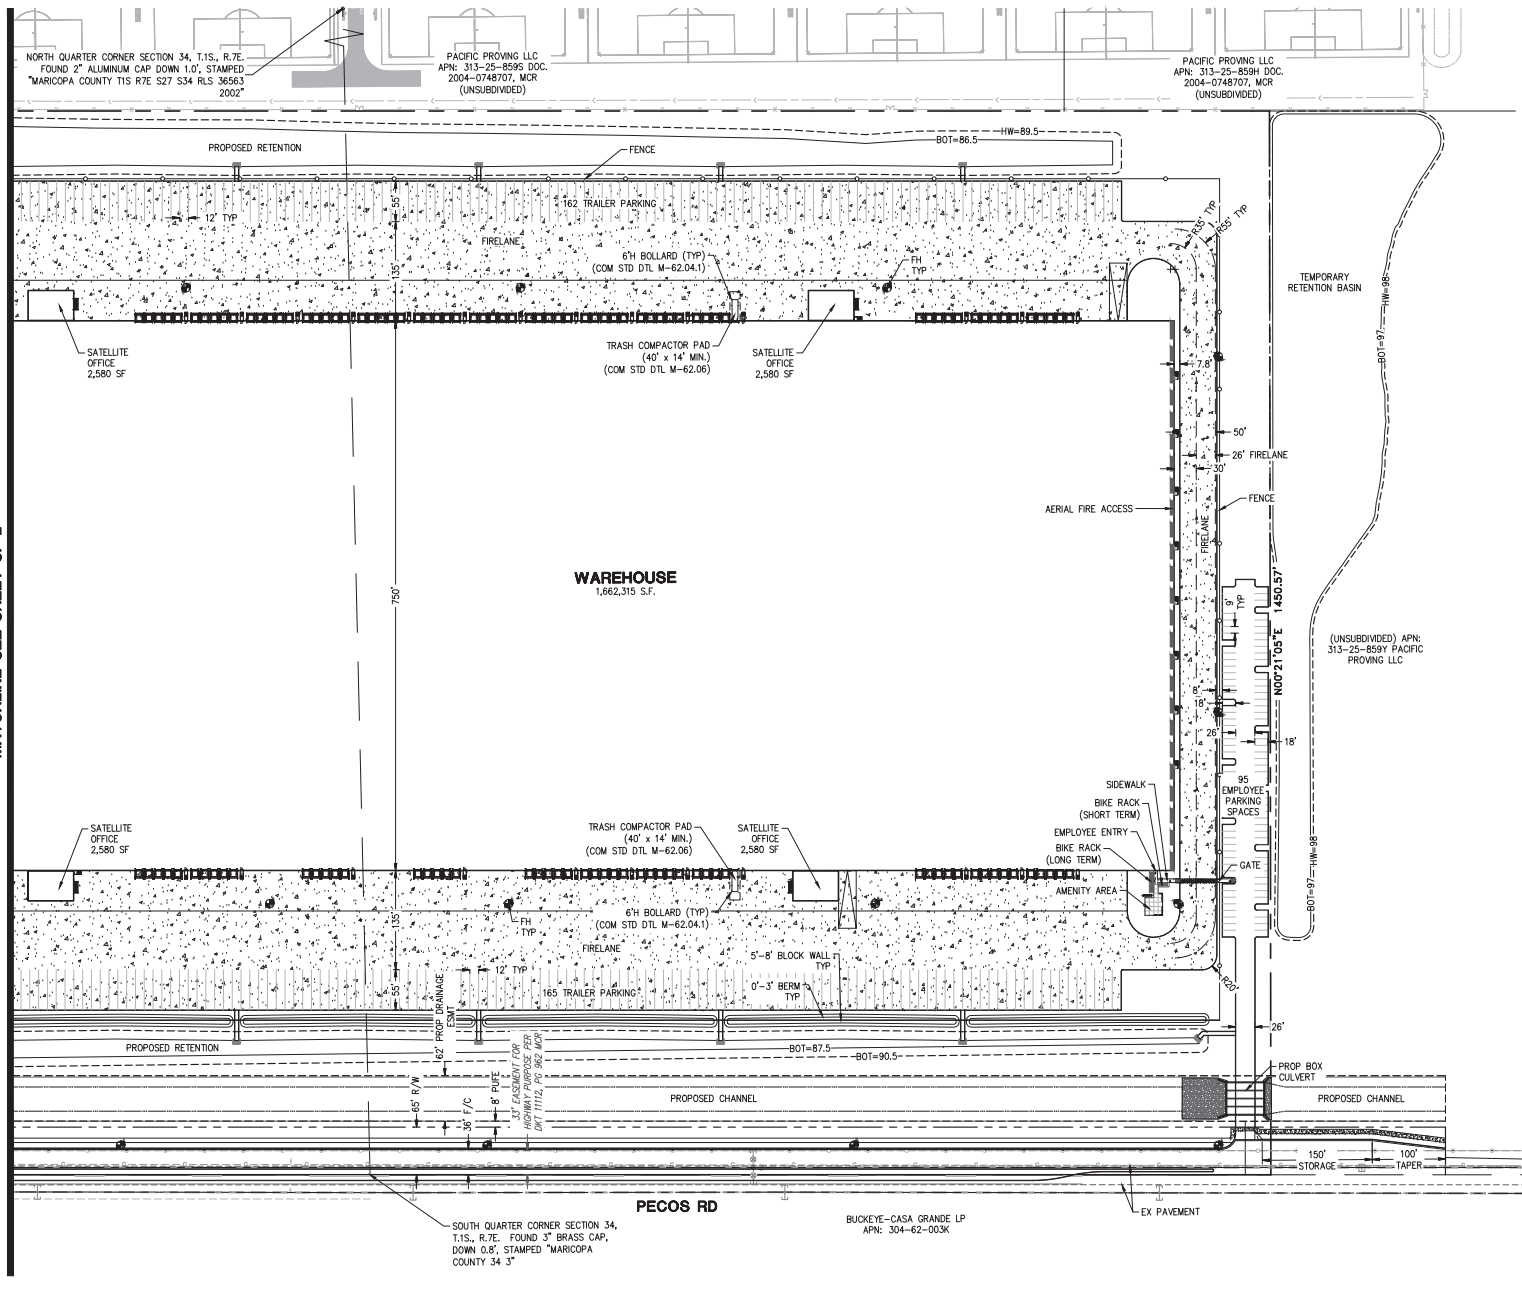 NORTH QUARTER CORNER SECTION 34, T.1S., R.7E.
FOUND 2" ALUMINUM CAP DOWN 1.0', STAMPED
"MARICOPA COUNTY T1S R7E S27 S34 RLS 36563
2002"
PACIFIC PROVING LLC
APN: 313-25-859S DOC.
2004-0748707, MCR
(UNSUBDIVIDED)
PACIFIC PROVING LLC
APN: 313-25-859H DOC.
2004-0748707, MCR
(UNSUBDIVIDED)
PROPOSED RETENTION
FENCE
HW=89.5
BOT=86.5
55'
12' TYP
162 TRAILER PARKING
FIRELANE
R35' TYP
R55' TYP
135'
6'H BOLLARD (TYP)
(COM STD DTL M-62.04.1)
FH
TYP
TEMPORARY
RETENTION BASIN
HW=98
BOT=97
SATELLITE
OFFICE
2,580 SF
TRASH COMPACTOR PAD
(40' x 14' MIN.)
(COM STD DTL M-62.06)
SATELLITE
OFFICE
2,580 SF
7.8'
50'
26' FIRELANE
30'
FENCE
AERIAL FIRE ACCESS
FIRELANE
WAREHOUSE
1,662,315 S.F.
750'
9'
TYP
N00°21'05"E 1450.57'
(UNSUBDIVIDED) APN:
313-25-859Y PACIFIC
PROVING LLC
8'
18'
26'
18'
95
EMPLOYEE
PARKING
SPACES
SIDEWALK
BIKE RACK
(SHORT TERM)
EMPLOYEE ENTRY
BIKE RACK
(LONG TERM)
GATE
AMENITY AREA
SATELLITE
OFFICE
2,580 SF
TRASH COMPACTOR PAD
(40' x 14' MIN.)
(COM STD DTL M-62.06)
SATELLITE
OFFICE
2,580 SF
HW=98
BOT=97
135'
FH
TYP
6'H BOLLARD (TYP)
(COM STD DTL M-62.04.1)
FIRELANE
5'-8' BLOCK WALL
TYP
12' TYP
55'
165 TRAILER PARKING
0'-3' BERM
TYP
R20'
62' PROP DRAINAGE
ESMT
26'
PROPOSED RETENTION
BOT=87.5
BOT=90.5
65' R/W
36' F/C
8' PUFE
33' EASEMENT FOR
HIGHWAY PURPOSE PER
DKT 11112, PG 962 MCR
PROP BOX
CULVERT
PROPOSED CHANNEL
PROPOSED CHANNEL
150'
STORAGE
100'
TAPER
PECOS RD
EX PAVEMENT
BUCKEYE-CASA GRANDE LP
APN: 304-62-003K
SOUTH QUARTER CORNER SECTION 34,
T.1S., R.7E. FOUND 3" BRASS CAP,
DOWN 0.8', STAMPED "MARICOPA
COUNTY 34 3"